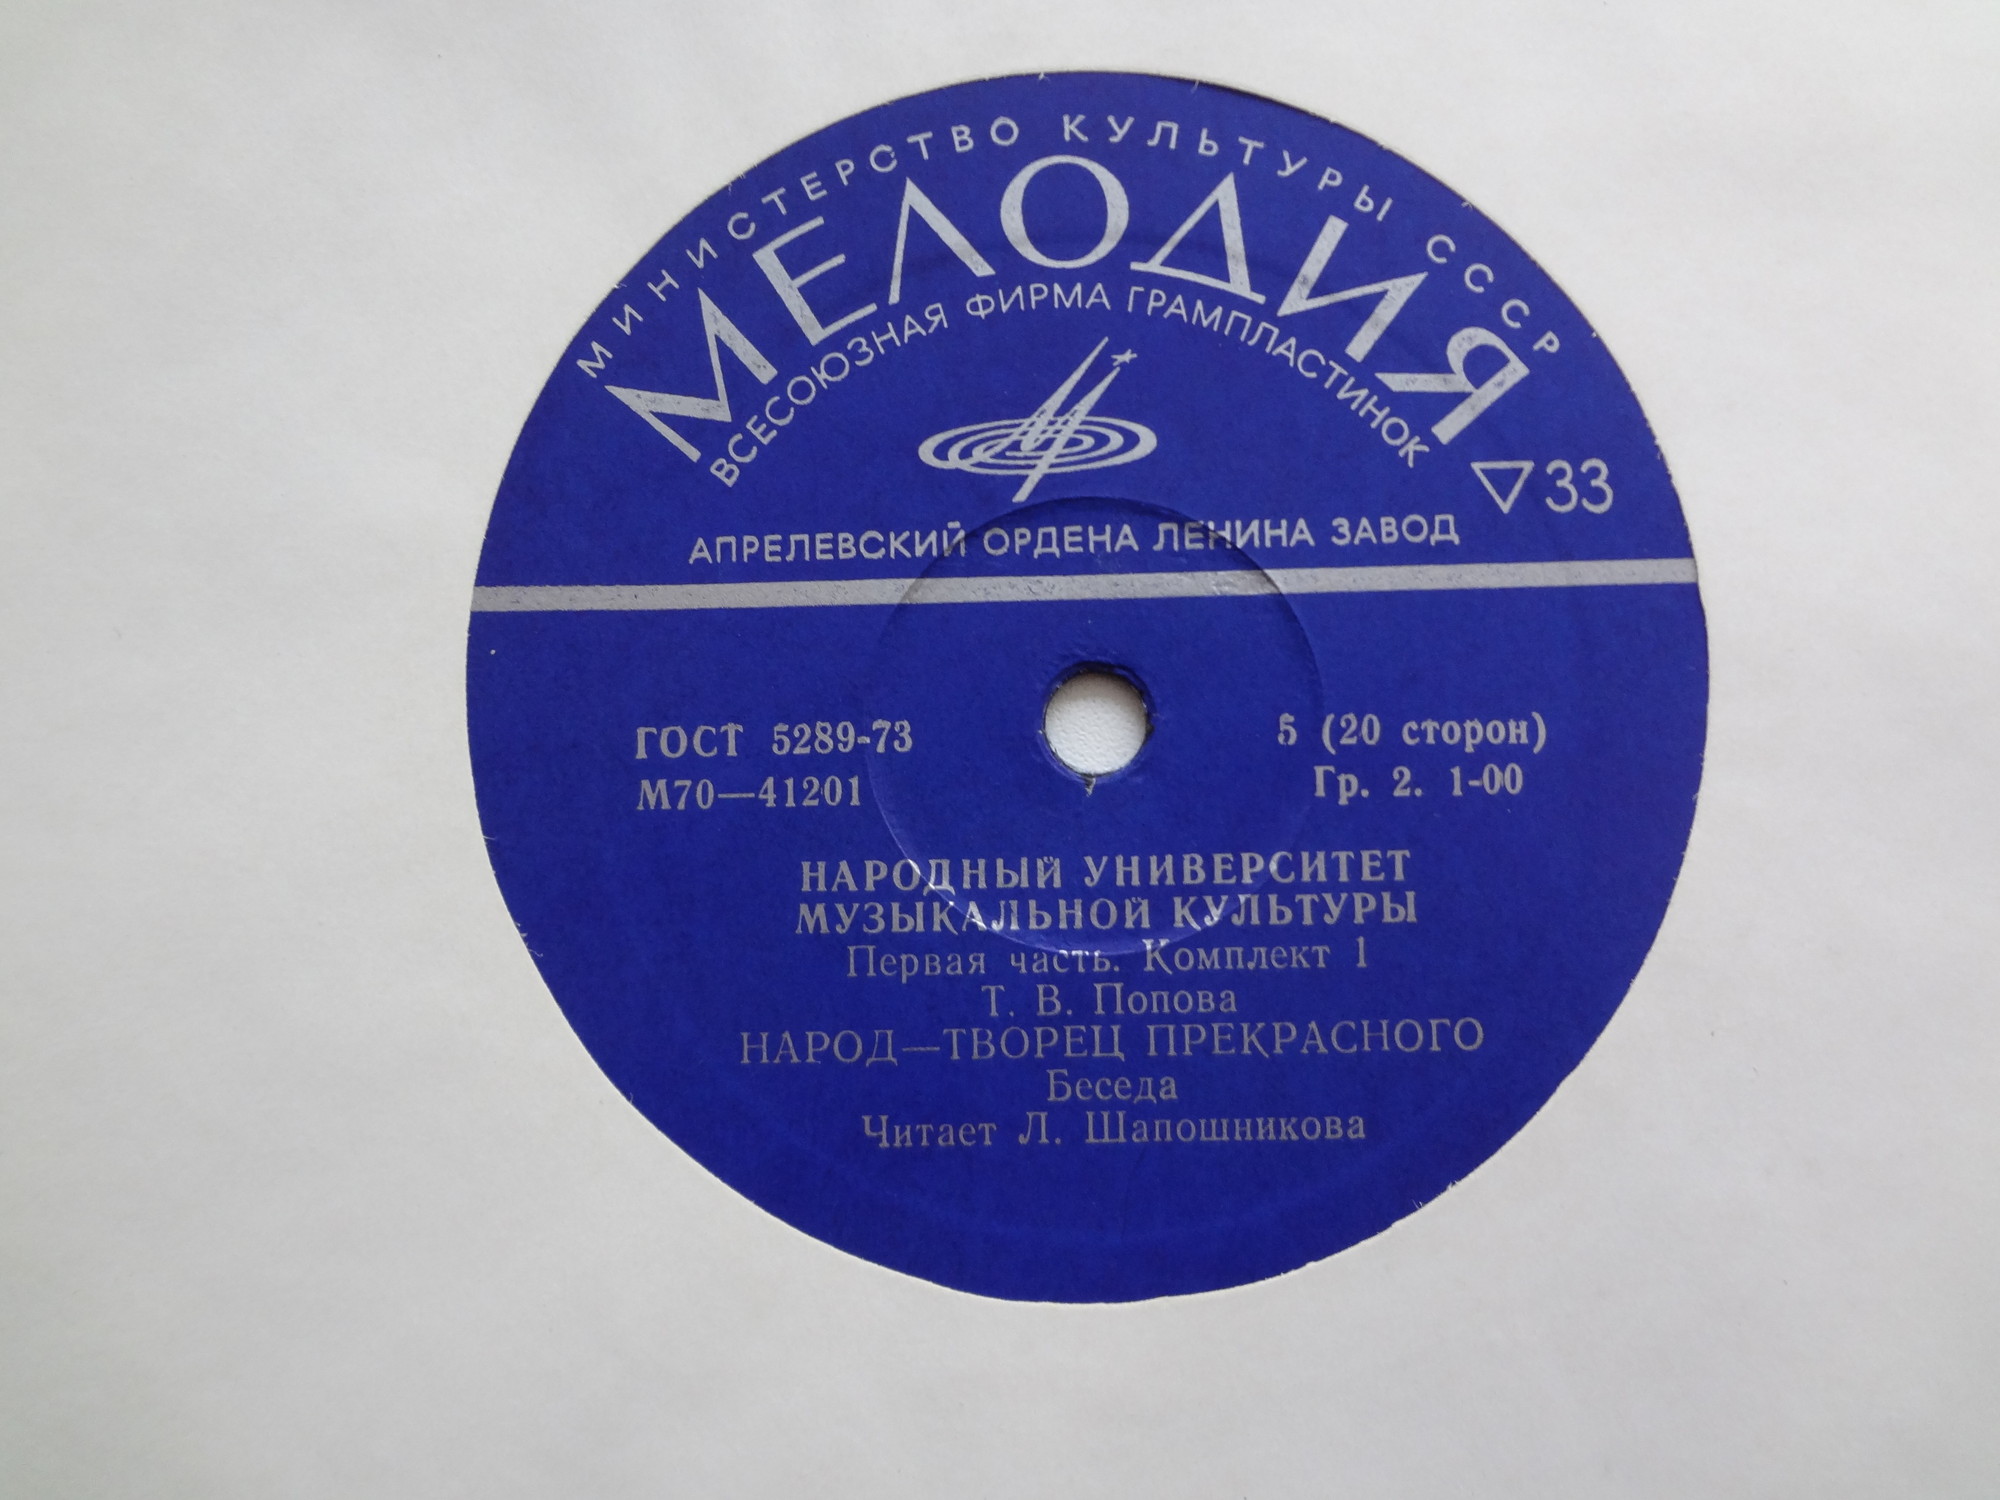 МИНИСТЕРСТВО КУЛЬТУРЫ СССР
МЕЛОДИЯ
ВСЕСОЮЗНАЯ ФИРМА ГРАМПЛАСТИНОК
33
АПРЕЛЕВСКИЙ ОРДЕНА ЛЕНИНА ЗАВОД
ГОСТ 5289-73
М70—41201
5 (20 сторон)
Гр. 2. 1-00
НАРОДНЫЙ УНИВЕРСИТЕТ
МУЗЫКАЛЬНОЙ КУЛЬТУРЫ
Первая часть. Комплект 1
Т. В. Попова
НАРОД—ТВОРЕЦ ПРЕКРАСНОГО
Беседа
Читает Л. Шапошникова